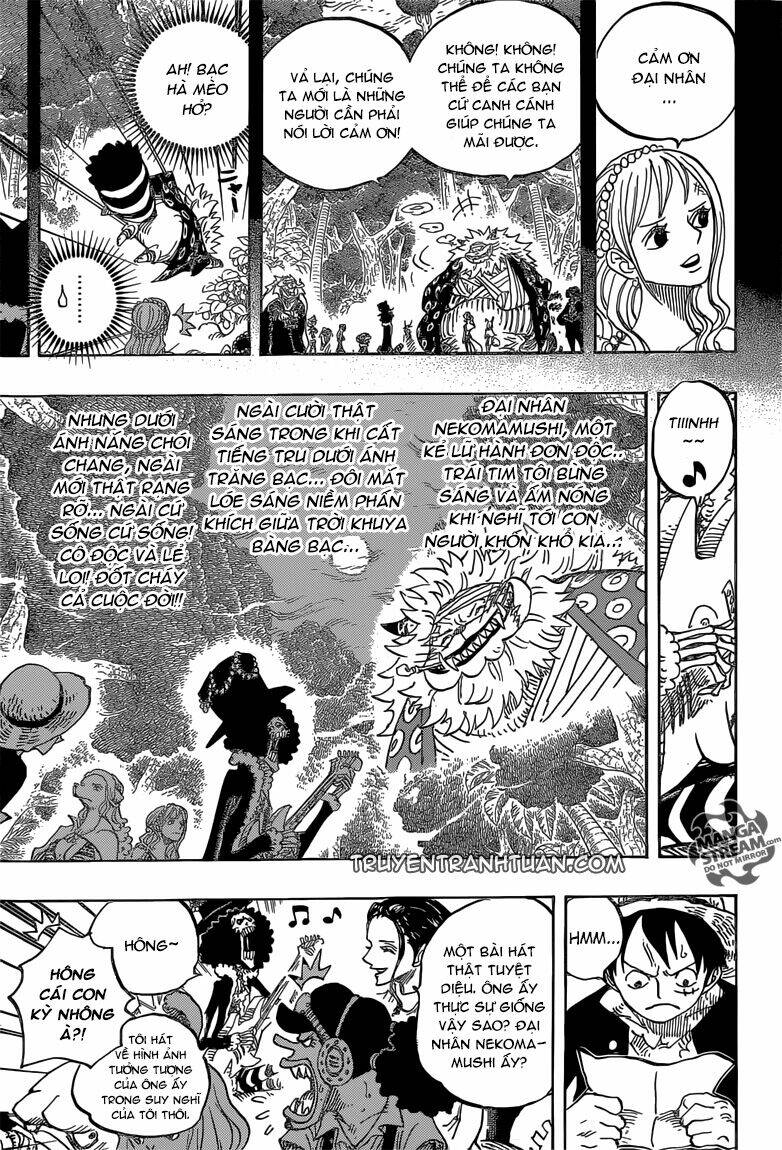 CẢM ƠN
ĐẠI NHÂN
...
KHÔNG! KHÔNG!
CHÚNG TA KHÔNG
THỂ ĐỂ CÁC BẠN
CỨ CANH CÁNH
GIÚP CHÚNG TA
MÃI ĐƯỢC.
VẢ LẠI, CHÚNG
TA MỚI LÀ NHỮNG
NGƯỜI CẦN PHẢI
NÓI LỜI CẢM ƠN!
AH! BẠC
HÀ MÈO
HỞ?
........
TIIINHH
~~
ĐẠI NHÂN
NEKOMAMUSHI, MỘT
KẺ LỮ HÀNH ĐƠN ĐỘC..
TRÁI TIM TÔI BỪNG
SÁNG VÀ ẤM NÓNG
KHI NGHĨ TỚI CON
NGƯỜI KHỐN KHỔ KIA...
NGÀI CƯỜI THẬT
SÁNG TRONG KHI CẤT
TIẾNG TRU DƯỚI ÁNH
TRĂNG BẠC... ĐÔI MẮT
LÓE SÁNG NIỀM PHẤN
KHÍCH GIỮA TRỜI KHUYA
BÀNG BẠC...
NHƯNG DƯỚI
ÁNH NẮNG CHÓI
CHANG, NGÀI
MỚI THẬT RẠNG
RỠ... NGÀI CỨ
SỐNG CỨ SỐNG!
CÔ ĐỘC VÀ LẺ
LOI! ĐỐT CHÁY
CẢ CUỘC ĐỜI!!
TRUYENTRANHTUAN.COM
MANGA
STREAM.COM
DO NOT MIRROR!
HMM...
MỘT BÀI HÁT
THẬT TUYỆT
DIỆU. ÔNG ẤY
THỰC SỰ GIỐNG
VẬY SAO? ĐẠI
NHÂN NEKOMA-
MUSHI ẤY?
HÔNG~
HÔNG
CÁI CON
KỲ NHÔNG
À?!
TÔI HÁT
VỀ HÌNH ẢNH
TƯỞNG TƯỢNG
CỦA ÔNG ẤY
TRONG SUY NGHĨ
CỦA TÔI THÔI.